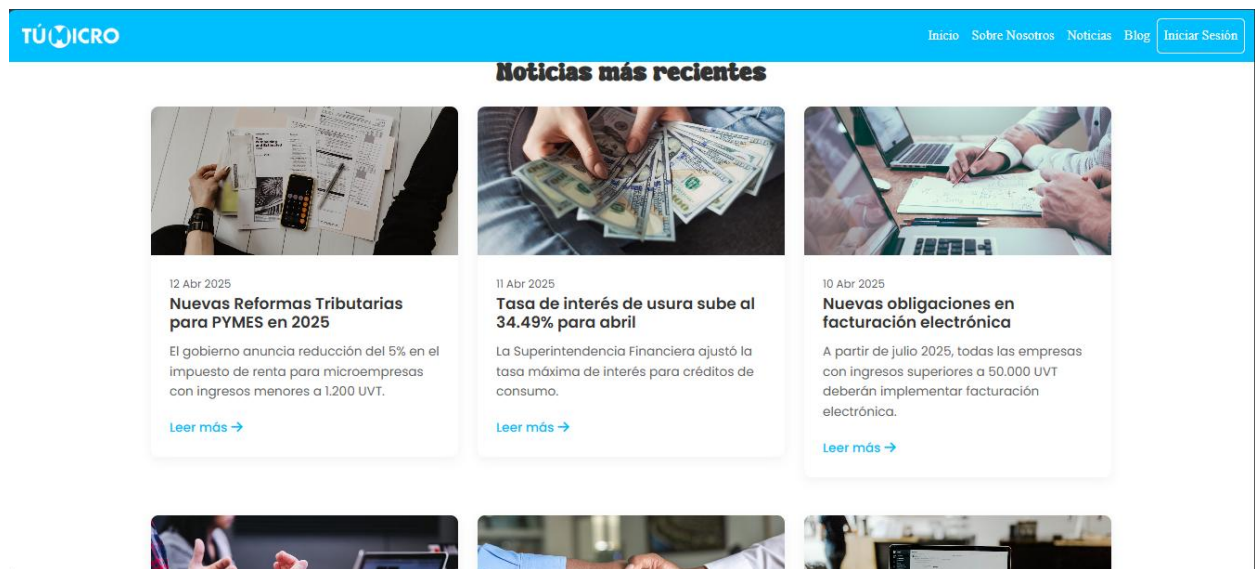 TÚMICRO
Inicio Sobre Nosotros Noticias Blog Iniciar Sesión
Noticias más recientes
12 Abr 2025
Nuevas Reformas Tributarias
para PYMES en 2025
El gobierno anuncia reducción del 5% en el
impuesto de renta para microempresas
con ingresos menores a 1.200 UVT.
Leer más →
11 Abr 2025
Tasa de interés de usura sube al
34.49% para abril
La Superintendencia Financiera ajustó la
tasa máxima de interés para créditos de
consumo.
Leer más →
10 Abr 2025
Nuevas obligaciones en
facturación electrónica
A partir de julio 2025, todas las empresas
con ingresos superiores a 50.000 UVT
deberán implementar facturación
electrónica.
Leer más →